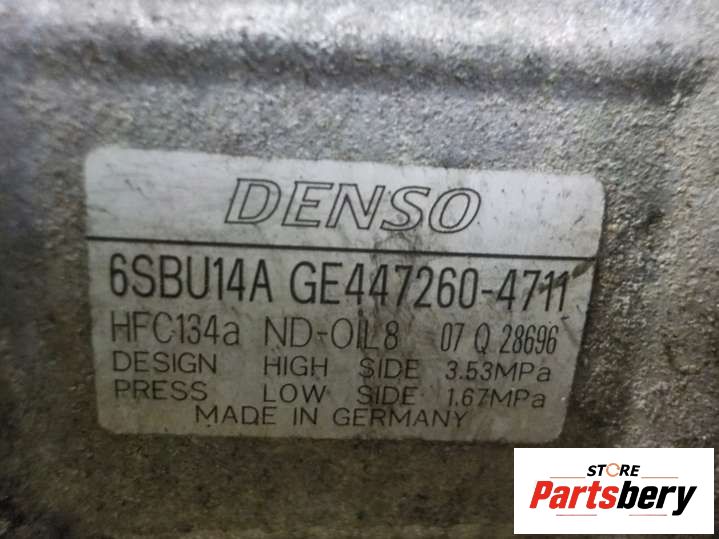 DENSO
6SBU14A GE447260-4711
HFC134a ND-OIL8 07 Q 28696
DESIGN HIGH SIDE 3.53MPa
PRESS LOW SIDE 1.67MPa
MADE IN GERMANY
STORE
Partsbery